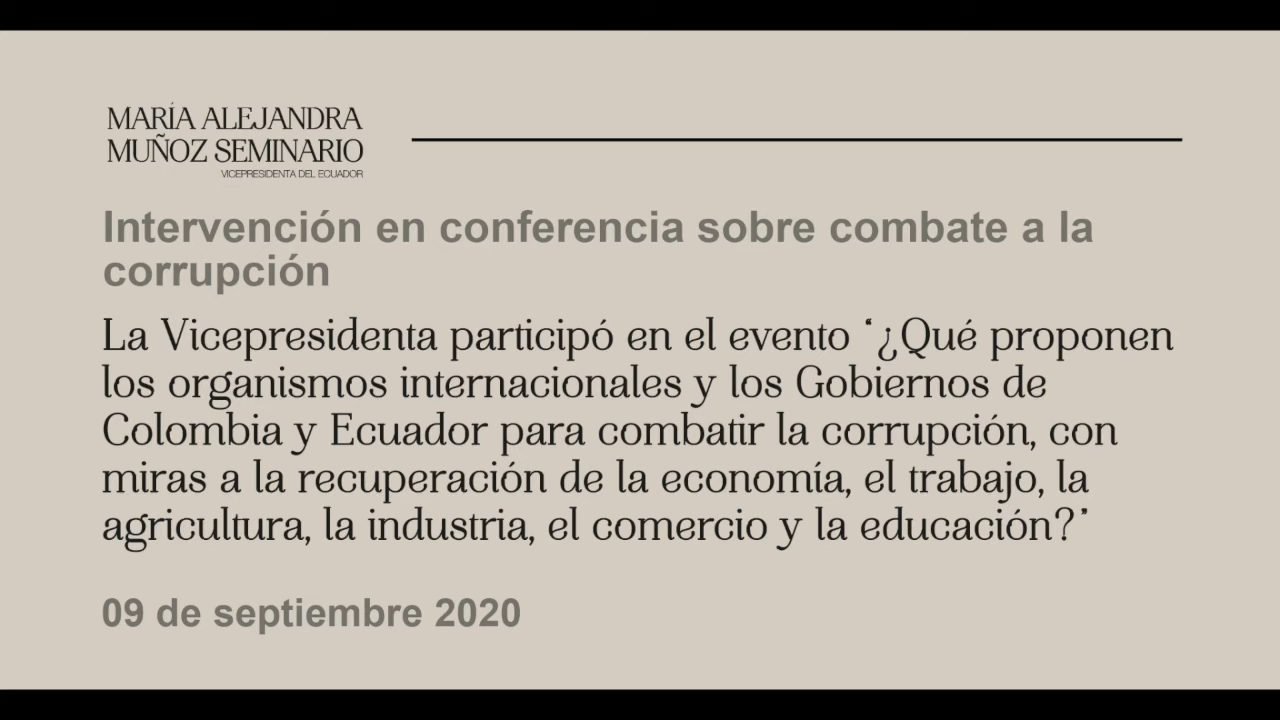 MARÍA ALEJANDRA
MUÑOZ SEMINARIO
VICEPRESIDENTA DEL ECUADOR
Intervención en conferencia sobre combate a la
corrupción
La Vicepresidenta participó en el evento ‘¿Qué proponen
los organismos internacionales y los Gobiernos de
Colombia y Ecuador para combatir la corrupción, con
miras a la recuperación de la economía, el trabajo, la
agricultura, la industria, el comercio y la educación?’
09 de septiembre 2020